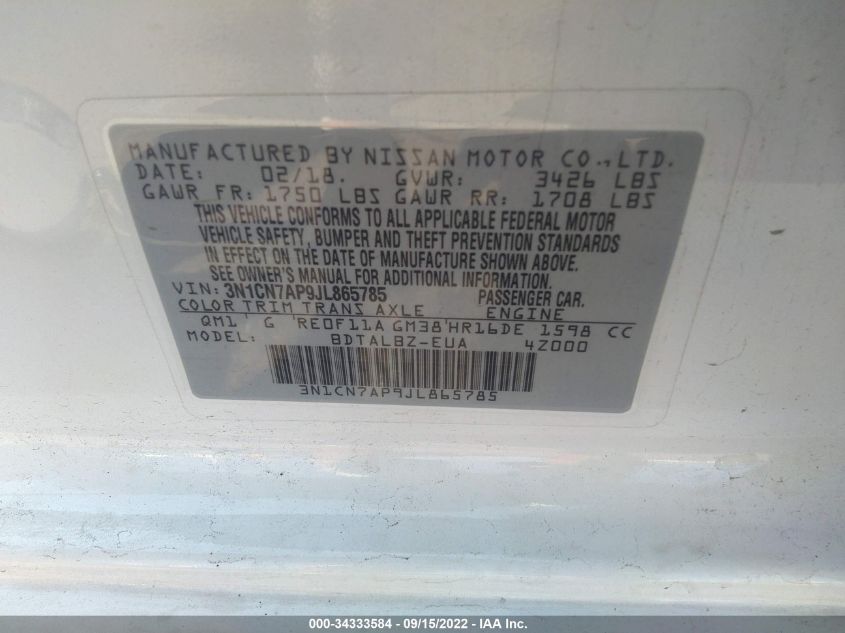 MANUFACTURED BY NISSAN MOTOR CO.,LTD.
DATE: 02/18. GVWR: 3426 LBS
GAWR FR: 1750 LBS GAWR RR: 1708 LBS
THIS VEHICLE CONFORMS TO ALL APPLICABLE FEDERAL MOTOR
VEHICLE SAFETY, BUMPER AND THEFT PREVENTION STANDARDS
IN EFFECT ON THE DATE OF MANUFACTURE SHOWN ABOVE.
SEE OWNER'S MANUAL FOR ADDITIONAL INFORMATION.
VIN: 3N1CN7AP9JL865785 PASSENGER CAR.
COLOR TRIM TRANS AXLE ENGINE
QM1 ' G 'RE0F11A GM38'HR16DE 1598 CC
MODEL: BDTALBZ-EUA 4Z000
3N1CN7AP9JL865785
000-34333584 - 09/15/2022 - IAA Inc.